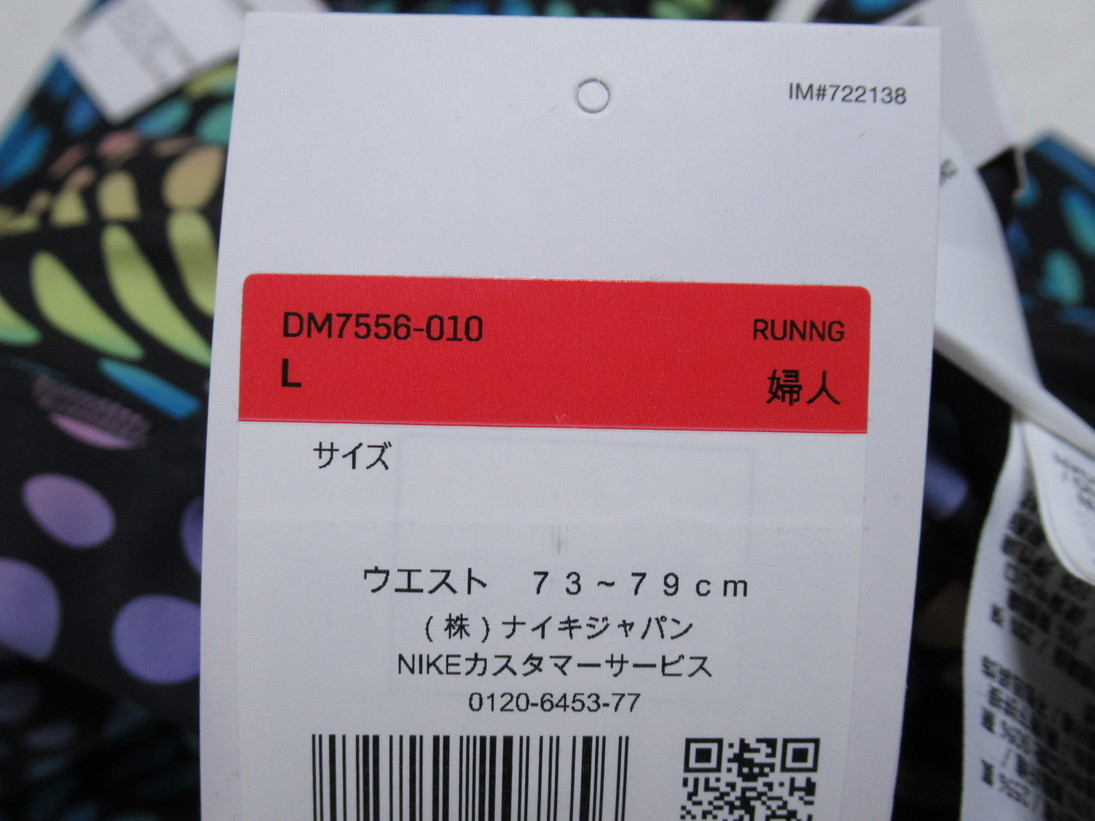 IM#722138
DM7556-010 RUNNG
L 婦人
サイズ
ウエスト 73~79cm
(株)ナイキジャパン
NIKEカスタマーサービス
0120-6453-77